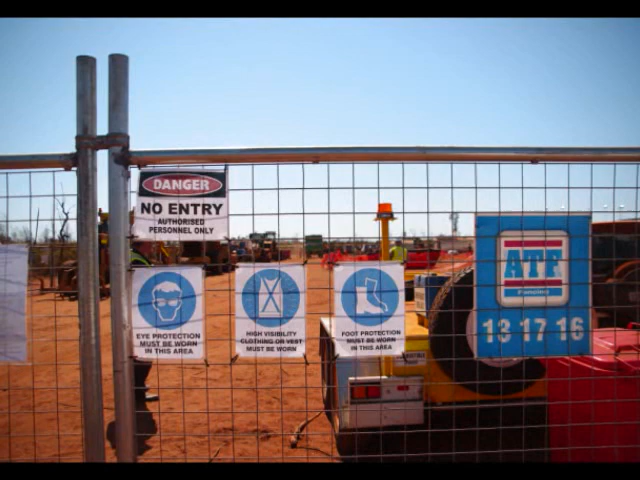 DANGER
NO ENTRY
AUTHORISED
PERSONNEL ONLY
EYE PROTECTION
MUST BE WORN
IN THIS AREA
HIGH VISIBILITY
CLOTHING OR VEST
MUST BE WORN
FOOT PROTECTION
MUST BE WORN
IN THIS AREA
ATF
13 17 16